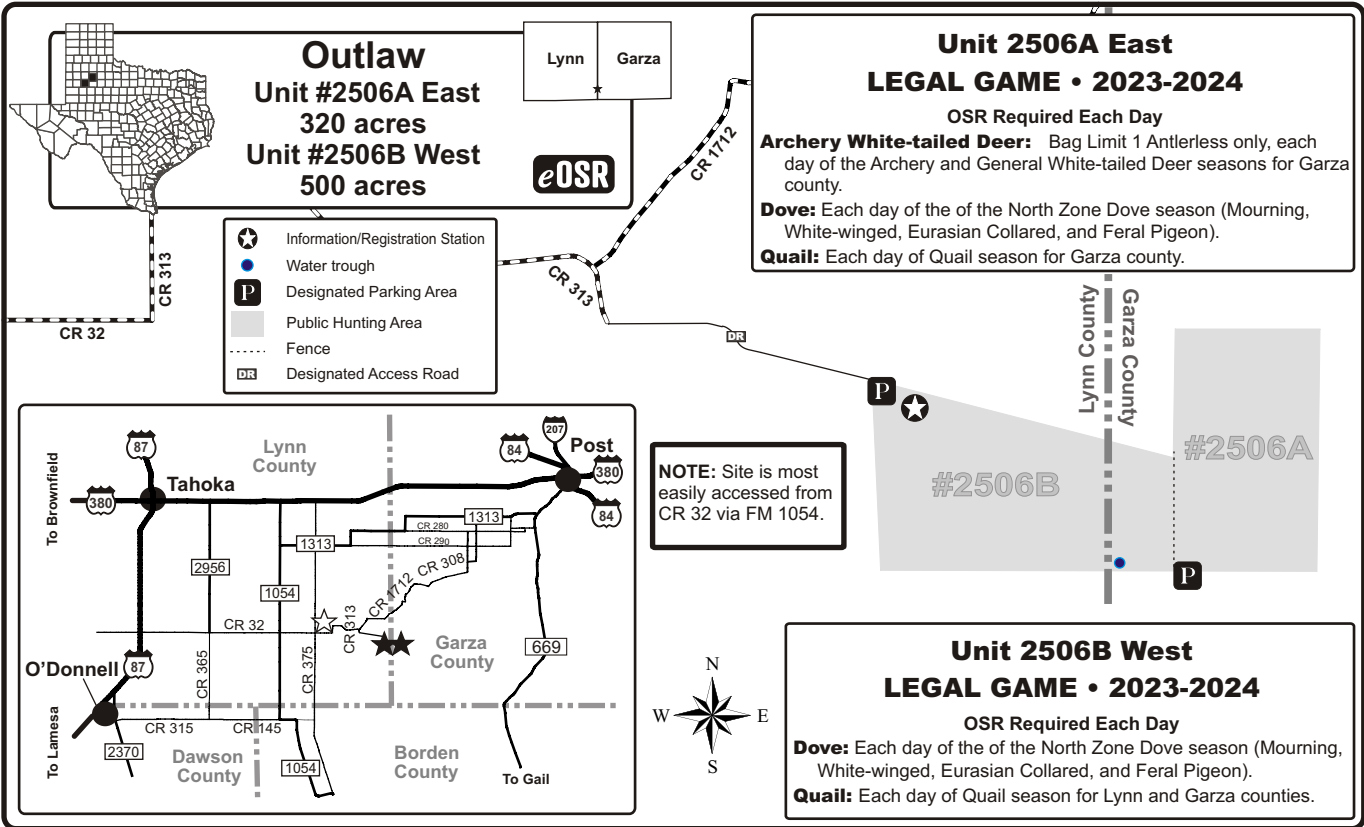 Outlaw
Unit #2506A East
320 acres
Unit #2506B West
500 acres
Lynn
Garza
eOSR
Unit 2506A East
LEGAL GAME • 2023-2024
OSR Required Each Day
Archery White-tailed Deer: Bag Limit 1 Antlerless only, each
day of the Archery and General White-tailed Deer seasons for Garza
county.
Dove: Each day of the of the North Zone Dove season (Mourning,
White-winged, Eurasian Collared, and Feral Pigeon).
Quail: Each day of Quail season for Garza county.
CR 1712
CR 313
CR 32
CR 313
Information/Registration Station
Water trough
P
Designated Parking Area
Public Hunting Area
Fence
DR
Designated Access Road
DR
Lynn County
Garza County
P
#2506A
#2506B
P
NOTE: Site is most
easily accessed from
CR 32 via FM 1054.
87
Lynn
County
207
84
Post
380
To Brownfield
380
Tahoka
84
1313
CR 280
1313
CR 290
2956
1054
CR 308
CR 1712
CR 313
CR 32
Garza
County
669
O'Donnell
87
CR 365
CR 375
To Lamesa
CR 315
CR 145
2370
Dawson
County
1054
Borden
County
To Gail
N
W
E
S
Unit 2506B West
LEGAL GAME • 2023-2024
OSR Required Each Day
Dove: Each day of the of the North Zone Dove season (Mourning,
White-winged, Eurasian Collared, and Feral Pigeon).
Quail: Each day of Quail season for Lynn and Garza counties.